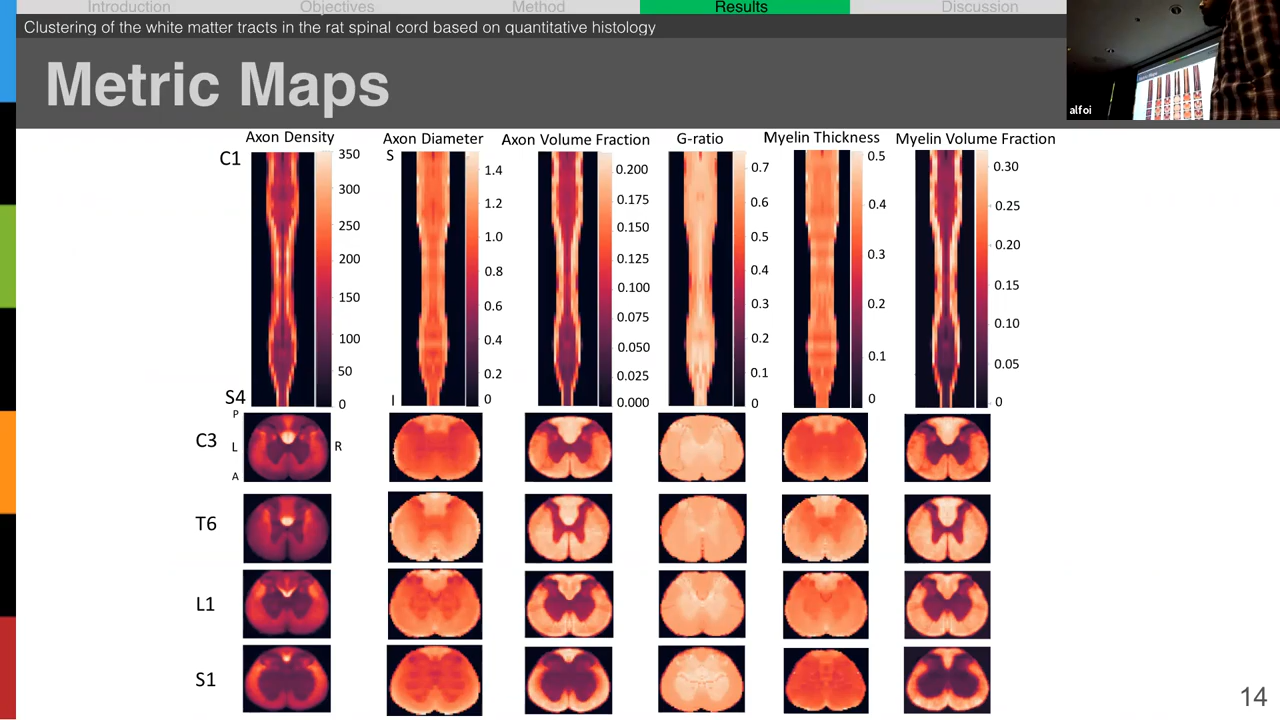 Introduction Objectives Method Results Discussion
Clustering of the white matter tracts in the rat spinal cord based on quantitative histology
Metric Maps
alfoi
Axon Density
Axon Diameter
Axon Volume Fraction
G-ratio
Myelin Thickness
Myelin Volume Fraction
C1
S4
350
300
250
200
150
100
50
0
S
I
1.4
1.2
1.0
0.8
0.6
0.4
0.2
0
0.200
0.175
0.150
0.125
0.100
0.075
0.050
0.025
0.000
0.7
0.6
0.5
0.4
0.3
0.2
0.1
0
0.5
0.4
0.3
0.2
0.1
0
0.30
0.25
0.20
0.15
0.10
0.05
0
P
C3 L R
A
T6
L1
S1
14